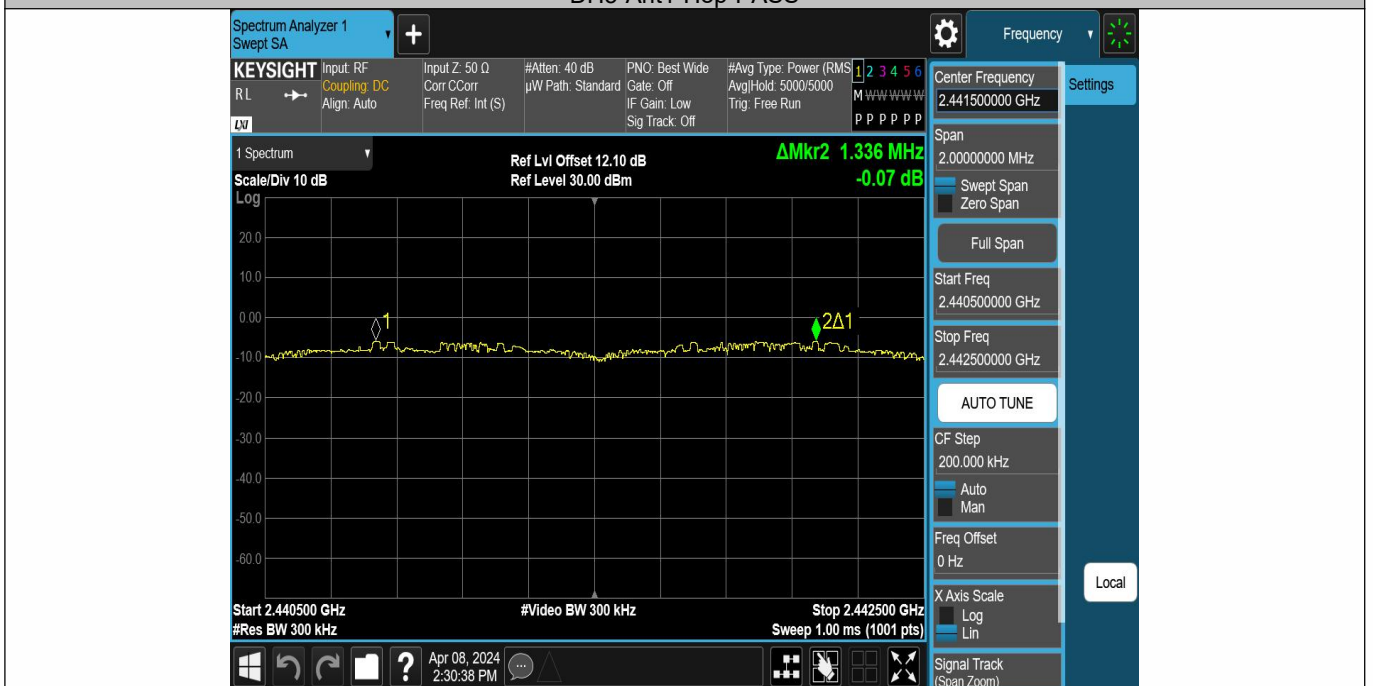 Spectrum Analyzer 1
Swept SA
+
Frequency
KEYSIGHT
RL
LXI
Input: RF
Coupling: DC
Align: Auto
Input Z: 50 Ω
Corr CCorr
Freq Ref: Int (S)
#Atten: 40 dB
µW Path: Standard
PNO: Best Wide
Gate: Off
IF Gain: Low
Sig Track: Off
#Avg Type: Power (RMS
Avg|Hold: 5000/5000
Trig: Free Run
1 2 3 4 5 6
M W W W W W
P P P P P P
1 Spectrum
Scale/Div 10 dB
Log
Ref Lvl Offset 12.10 dB
Ref Level 30.00 dBm
ΔMkr2 1.336 MHz
-0.07 dB
20.0
10.0
0.00
-10.0
-20.0
-30.0
-40.0
-50.0
-60.0
1
2Δ1
Start 2.440500 GHz
#Res BW 300 kHz
#Video BW 300 kHz
Stop 2.442500 GHz
Sweep 1.00 ms (1001 pts)
Apr 08, 2024
2:30:38 PM
Center Frequency
2.441500000 GHz
Settings
Span
2.00000000 MHz
Swept Span
Zero Span
Full Span
Start Freq
2.440500000 GHz
Stop Freq
2.442500000 GHz
AUTO TUNE
CF Step
200.000 kHz
Auto
Man
Freq Offset
0 Hz
X Axis Scale
Log
Lin
Local
Signal Track
(Span Zoom)